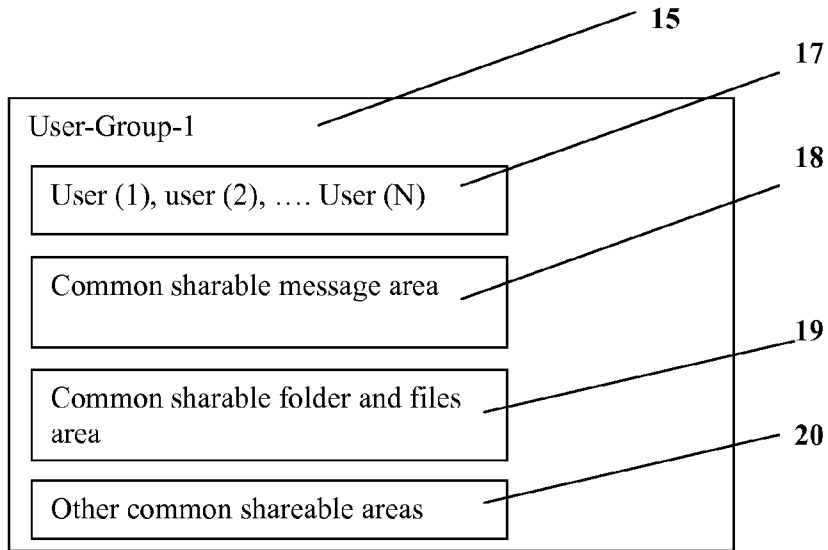 15
17
User-Group-1
18
User (1), user (2), …. User (N)
Common sharable message area
19
Common sharable folder and files
area
20
Other common shareable areas